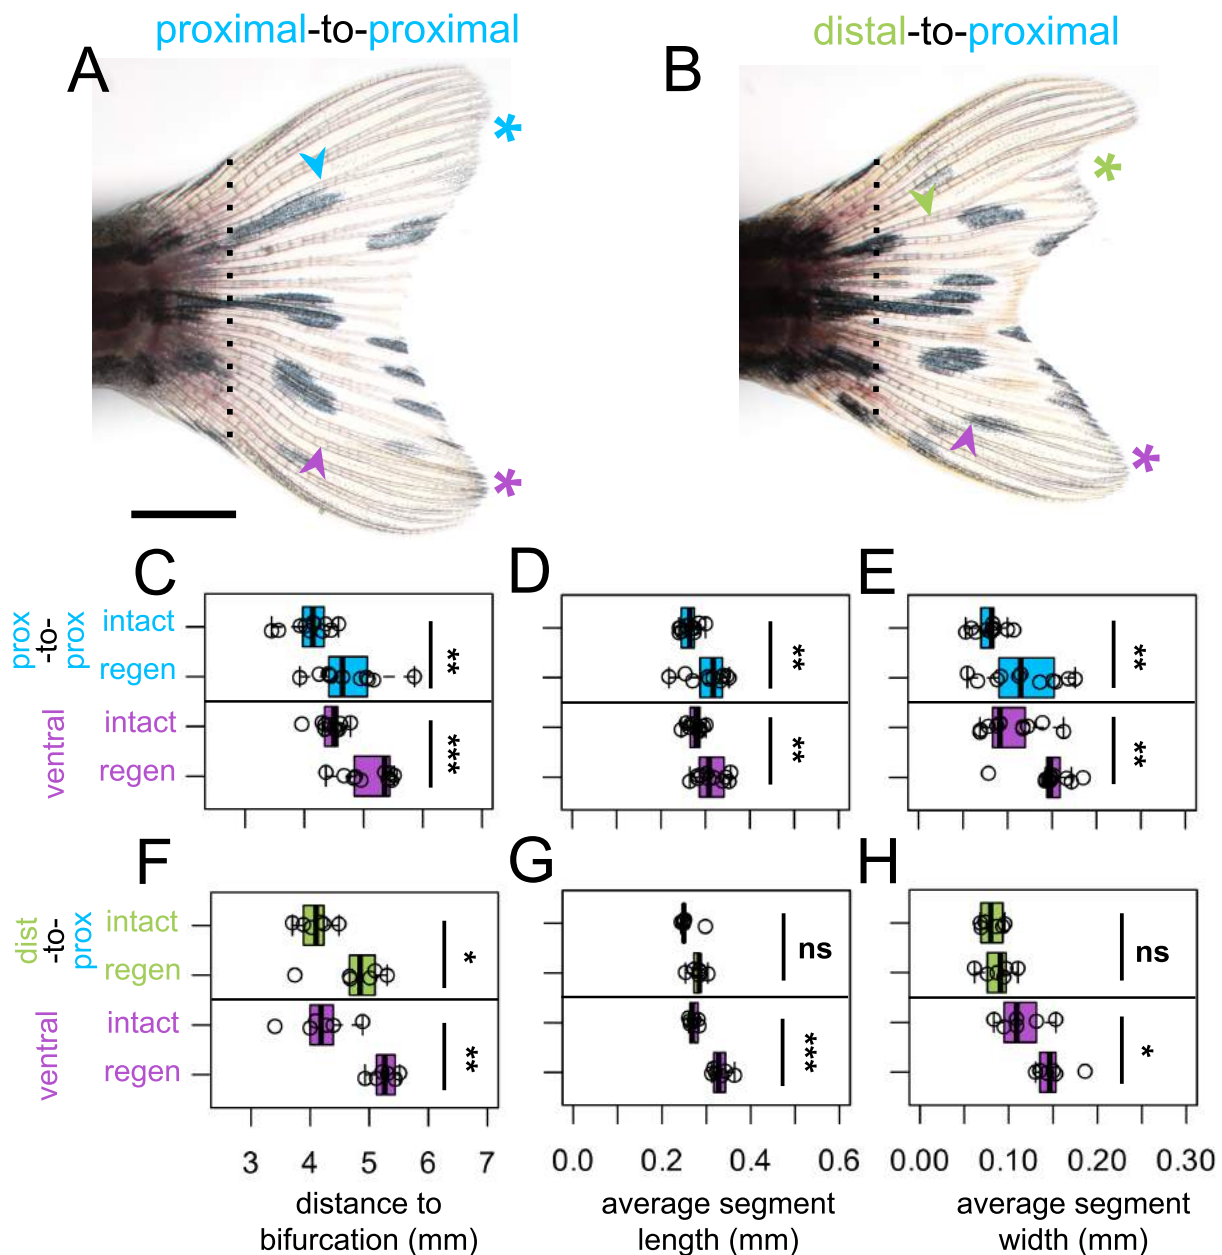 proximal-to-proximal
distal-to-proximal
A
B
*
*
*
*
C
D
E
prox
-to-
prox
intact
regen
ventral
intact
regen
**
***
**
**
**
**
F
G
H
dist
-to-
prox
intact
regen
ventral
intact
regen
*
**
ns
***
ns
*
3 4 5 6 7
0.0 0.2 0.4 0.6
0.00 0.10 0.20 0.30
distance to
bifurcation (mm)
average segment
length (mm)
average segment
width (mm)